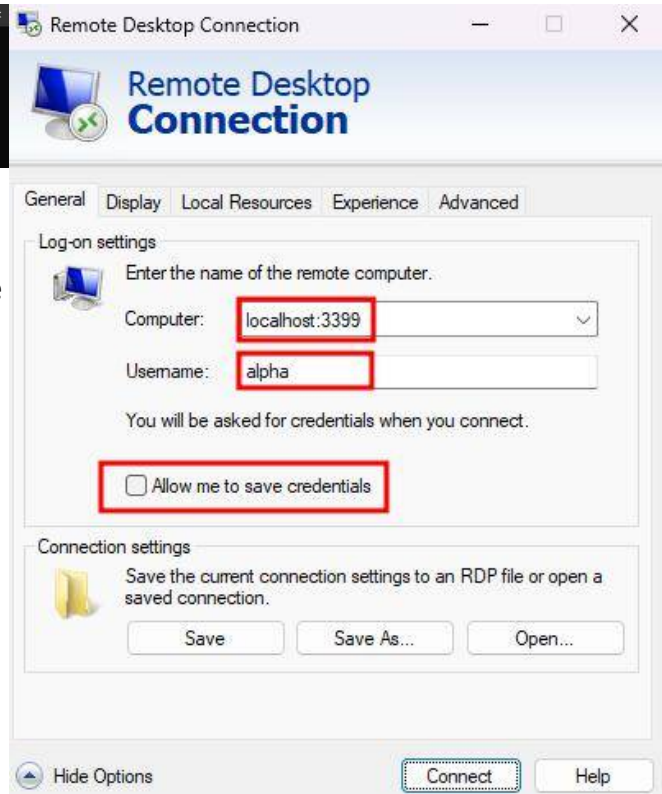 Remote Desktop Connection
Remote Desktop
Connection
General Display Local Resources Experience Advanced
Log-on settings
Enter the name of the remote computer.
Computer: localhost:3399
Username: alpha
You will be asked for credentials when you connect.
Allow me to save credentials
Connection settings
Save the current connection settings to an RDP file or open a
saved connection.
Save Save As... Open...
Hide Options Connect Help